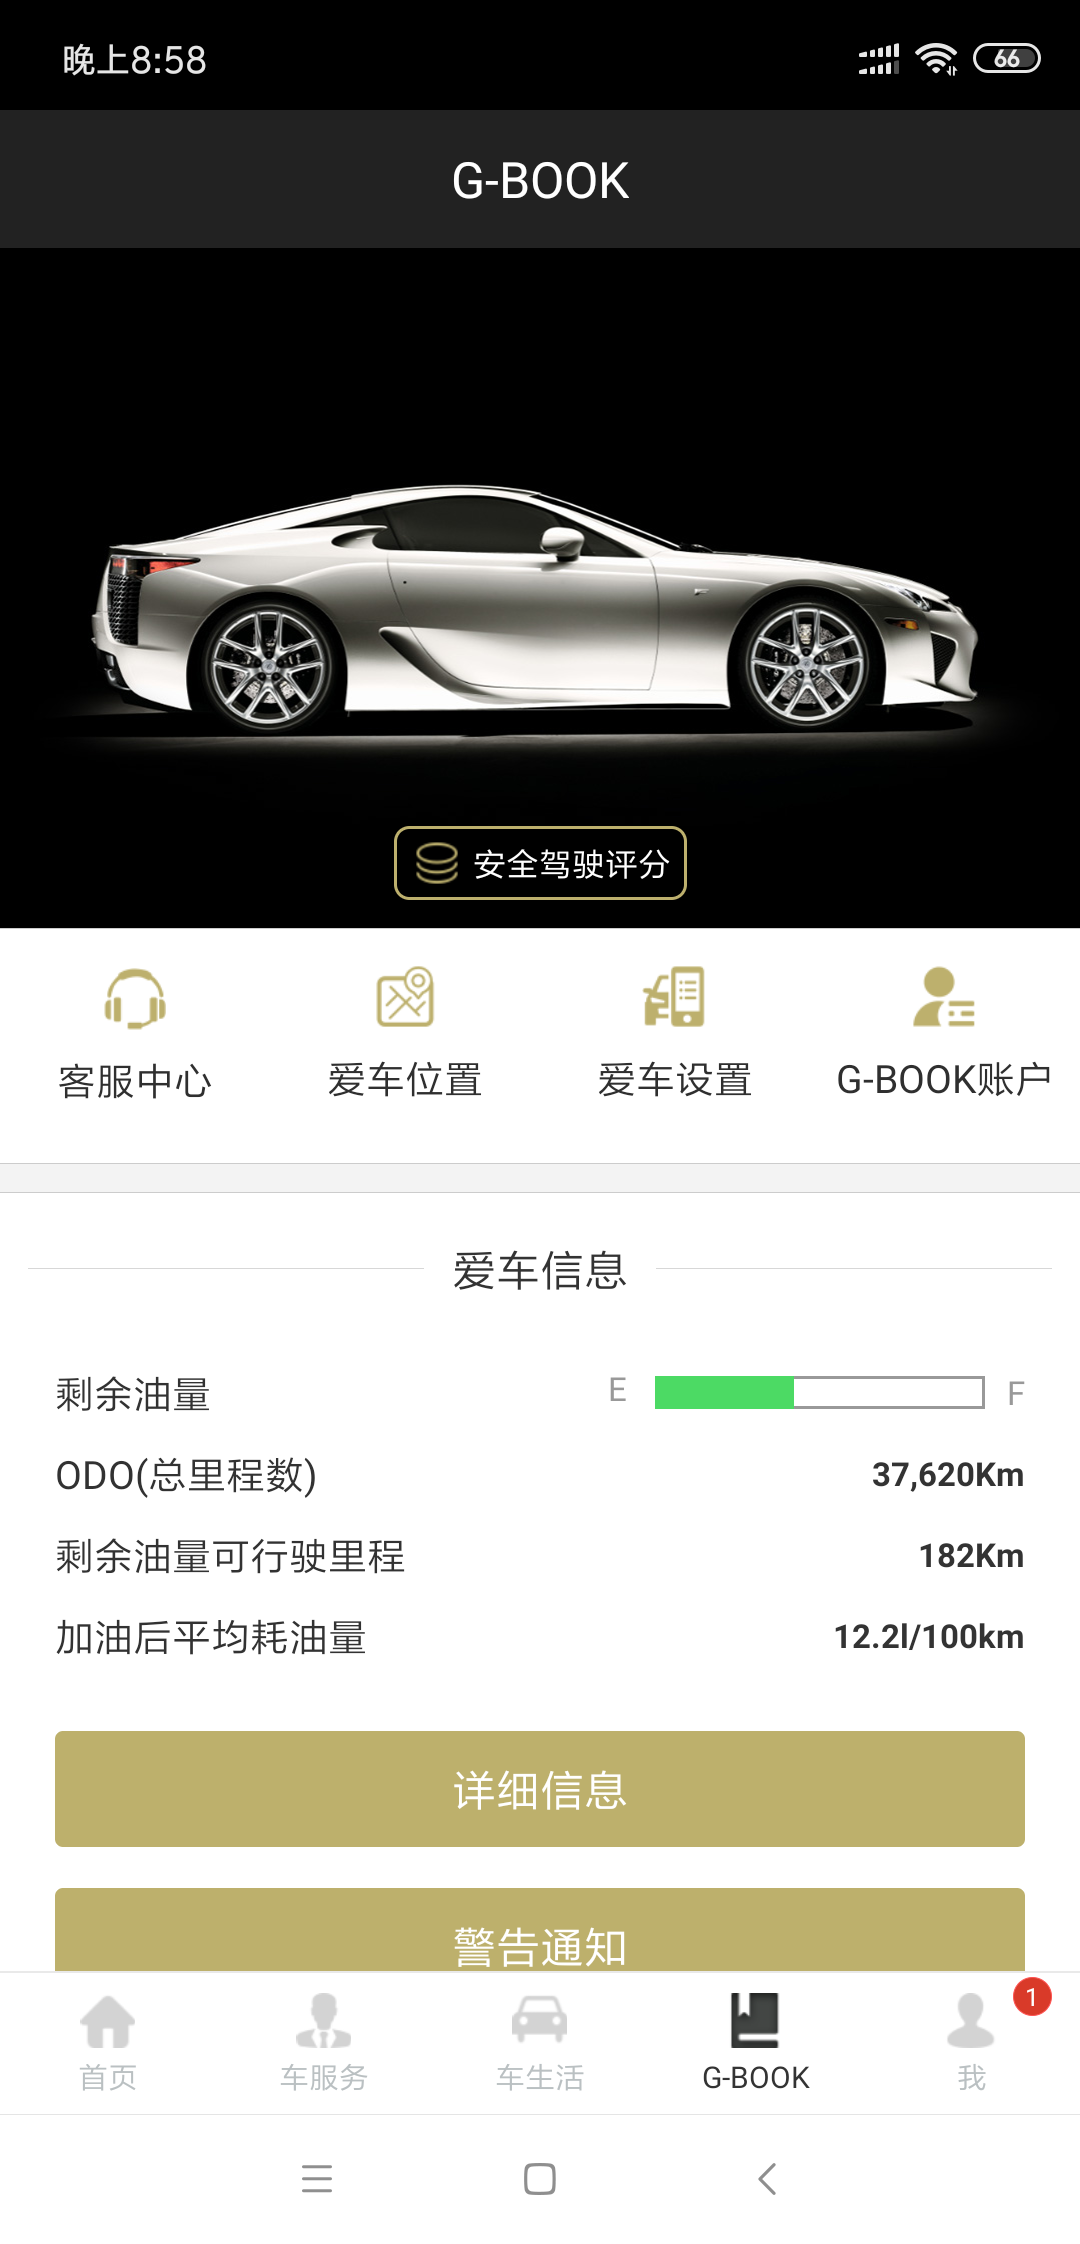 晚上8:58
66
G-BOOK
安全驾驶评分
客服中心
爱车位置
爱车设置
G-BOOK账户
爱车信息
剩余油量
E
F
ODO(总里程数)
37,620Km
剩余油量可行驶里程
182Km
加油后平均耗油量
12.2l/100km
详细信息
警告通知
1
首页
车服务
车生活
G-BOOK
我